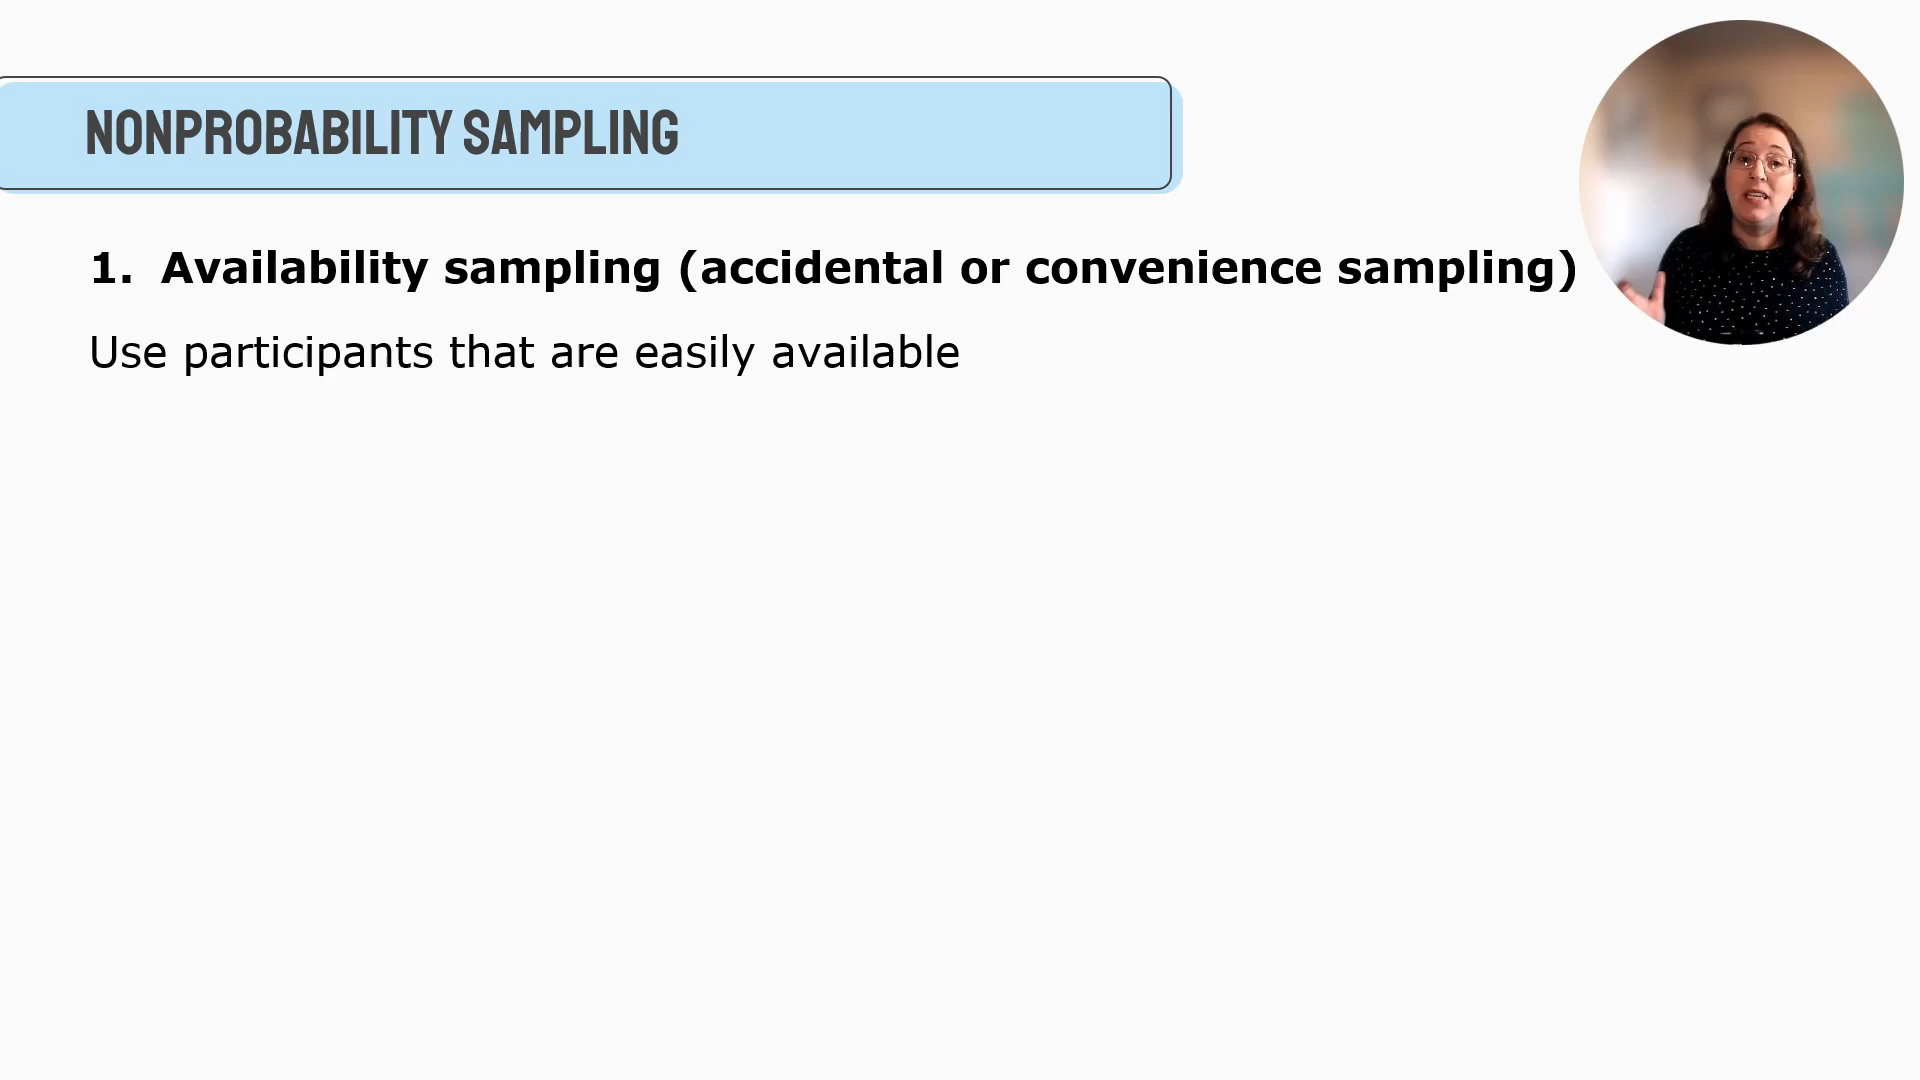 NONPROBABILITY SAMPLING
1. Availability sampling (accidental or convenience sampling)
Use participants that are easily available